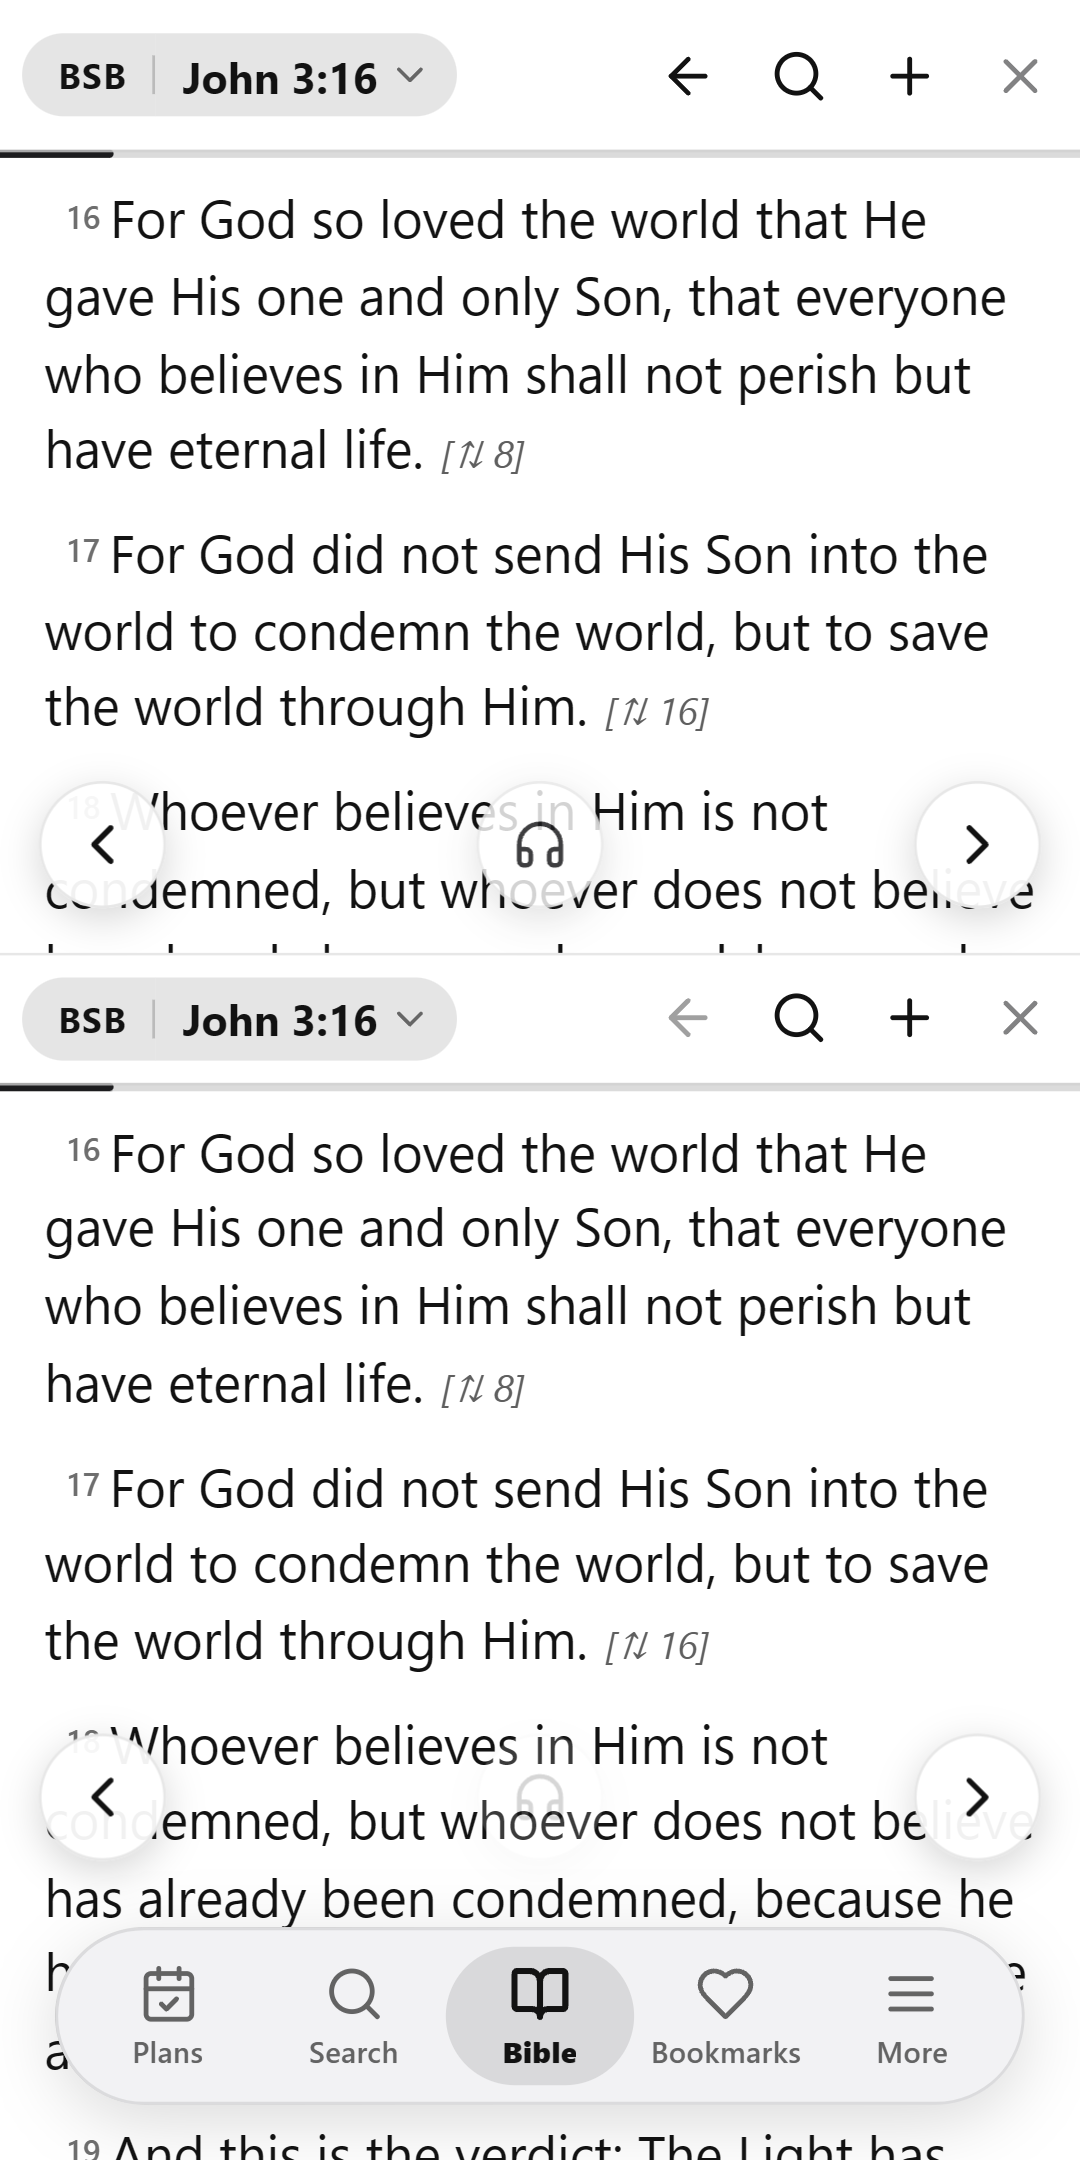 BSB John 3:16
16 For God so loved the world that He
gave His one and only Son, that everyone
who believes in Him shall not perish but
have eternal life. [⇅ 8]
17 For God did not send His Son into the
world to condemn the world, but to save
the world through Him. [⇅ 16]
18 Whoever believes in Him is not
condemned, but whoever does not believe
BSB John 3:16
16 For God so loved the world that He
gave His one and only Son, that everyone
who believes in Him shall not perish but
have eternal life. [⇅ 8]
17 For God did not send His Son into the
world to condemn the world, but to save
the world through Him. [⇅ 16]
18 Whoever believes in Him is not
condemned, but whoever does not believe
has already been condemned, because he
Plans Search Bible Bookmarks More
19 And this is the verdict: The Light has